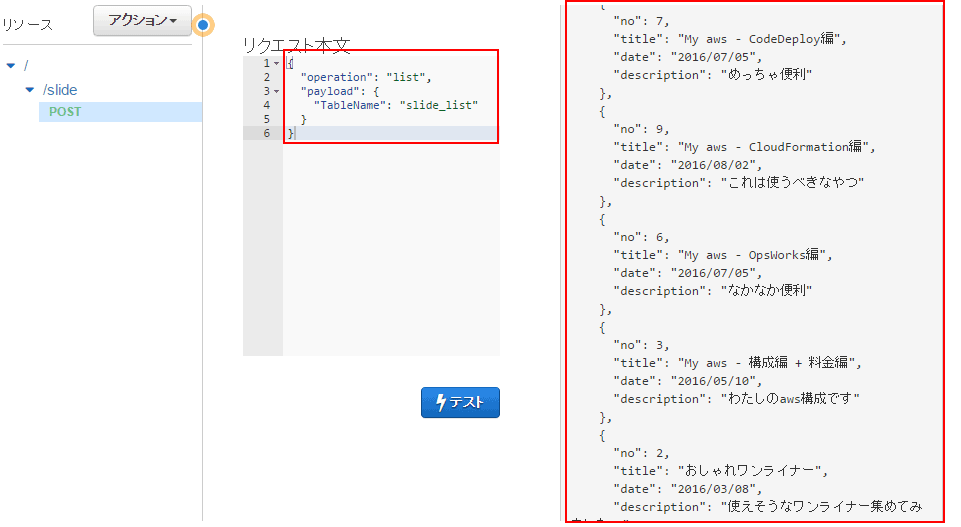 リソース
アクション
/
/slide
POST
リクエスト本文
1 {
2 "operation": "list",
3 "payload": {
4 "TableName": "slide_list"
5 }
6 }
テスト
{
"no": 7,
"title": "My aws - CodeDeploy編",
"date": "2016/07/05",
"description": "めっちゃ便利"
},
{
"no": 9,
"title": "My aws - CloudFormation編",
"date": "2016/08/02",
"description": "これは使うべきなやつ"
},
{
"no": 6,
"title": "My aws - OpsWorks編",
"date": "2016/07/05",
"description": "なかなか便利"
},
{
"no": 3,
"title": "My aws - 構成編 + 料金編",
"date": "2016/05/10",
"description": "わたしのaws構成です"
},
{
"no": 2,
"title": "おしゃれワンライナー",
"date": "2016/03/08",
"description": "使えそうなワンライナー集めてみ